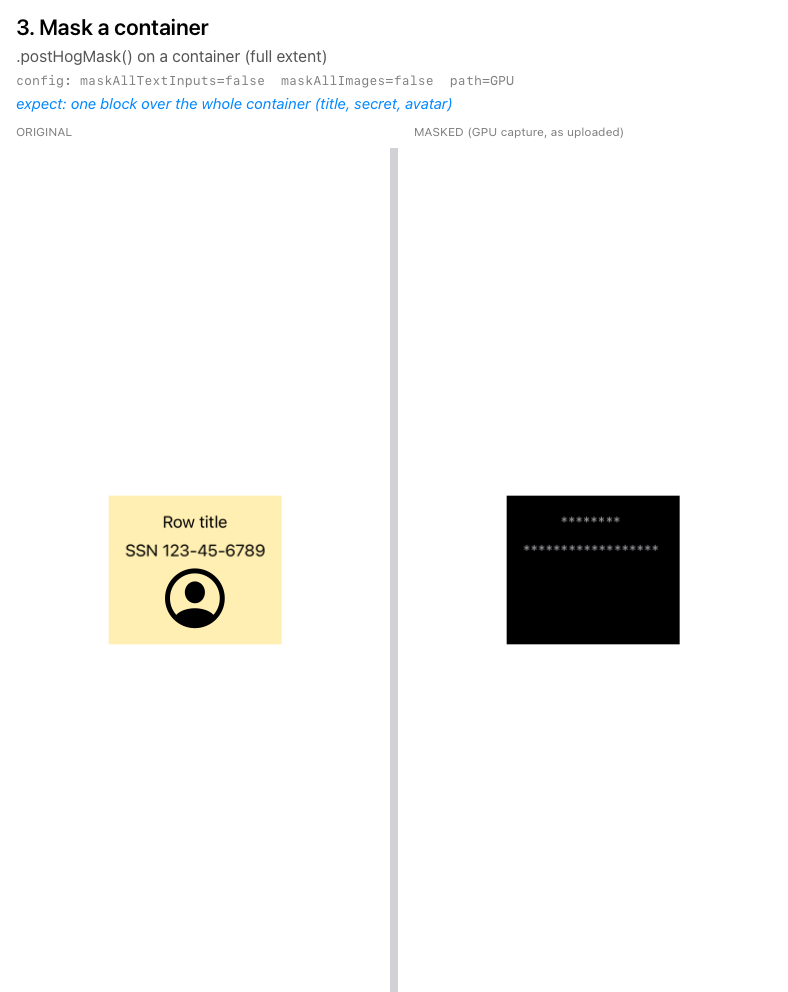 3. Mask a container
.postHogMask() on a container (full extent)
config: maskAllTextInputs=false  maskAllImages=false  path=GPU
expect: one block over the whole container (title, secret, avatar)
ORIGINAL
MASKED (GPU capture, as uploaded)
Row title
SSN 123-45-6789
********
******************